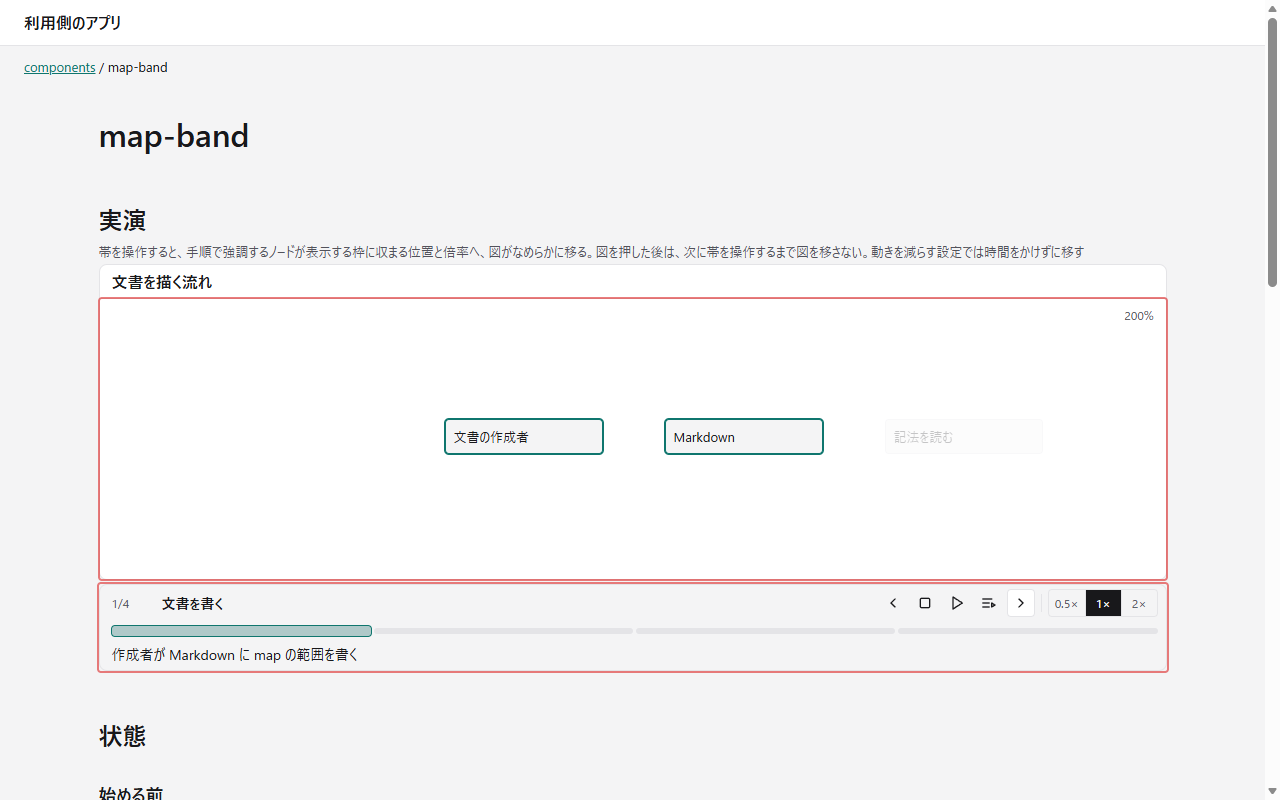 利用側のアプリ
components / map-band
map-band
実演
帯を操作すると、手順で強調するノードが表示する枠に収まる位置と倍率へ、図がなめらかに移る。図を押した後は、次に帯を操作するまで図を移さない。動きを減らす設定では時間をかけずに移す
文書を描く流れ
200%
文書の作成者
Markdown
記法を読む
1/4 文書を書く
0.5× 1× 2×
作成者が Markdown に map の範囲を書く
状態
始める前